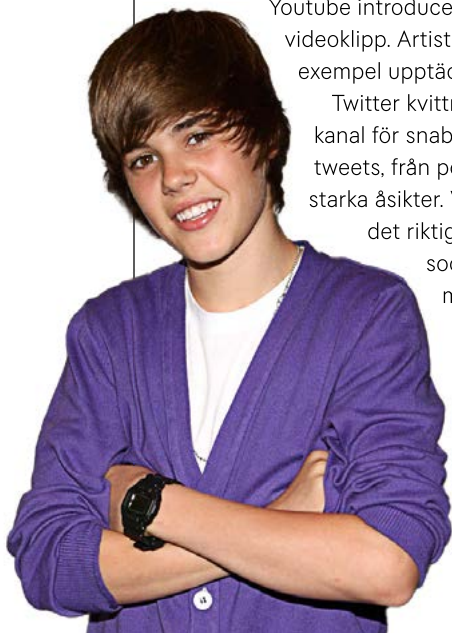 Youtube introduce
videoklipp. Artist
exempel upptäc
Twitter kvittr
kanal för snab
tweets, från pe
starka åsikter. V
det riktig
soc
m